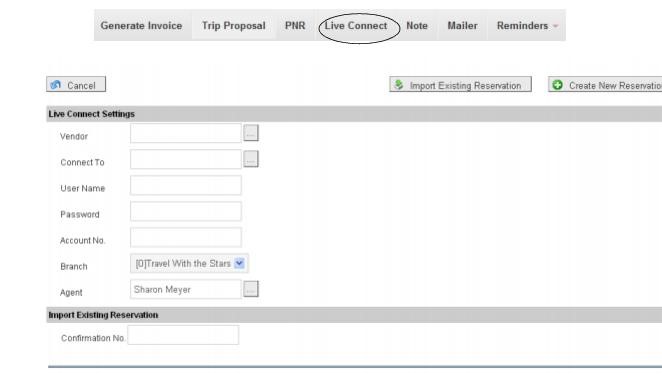 Generate Invoice Trip Proposal PNR Live Connect Note Mailer Reminders
Cancel Import Existing Reservation Create New Reservatio
Live Connect Settings
Vendor ...
Connect To ...
User Name
Password
Account No.
Branch [0]Travel With the Stars
Agent Sharon Meyer ...
Import Existing Reservation
Confirmation No.